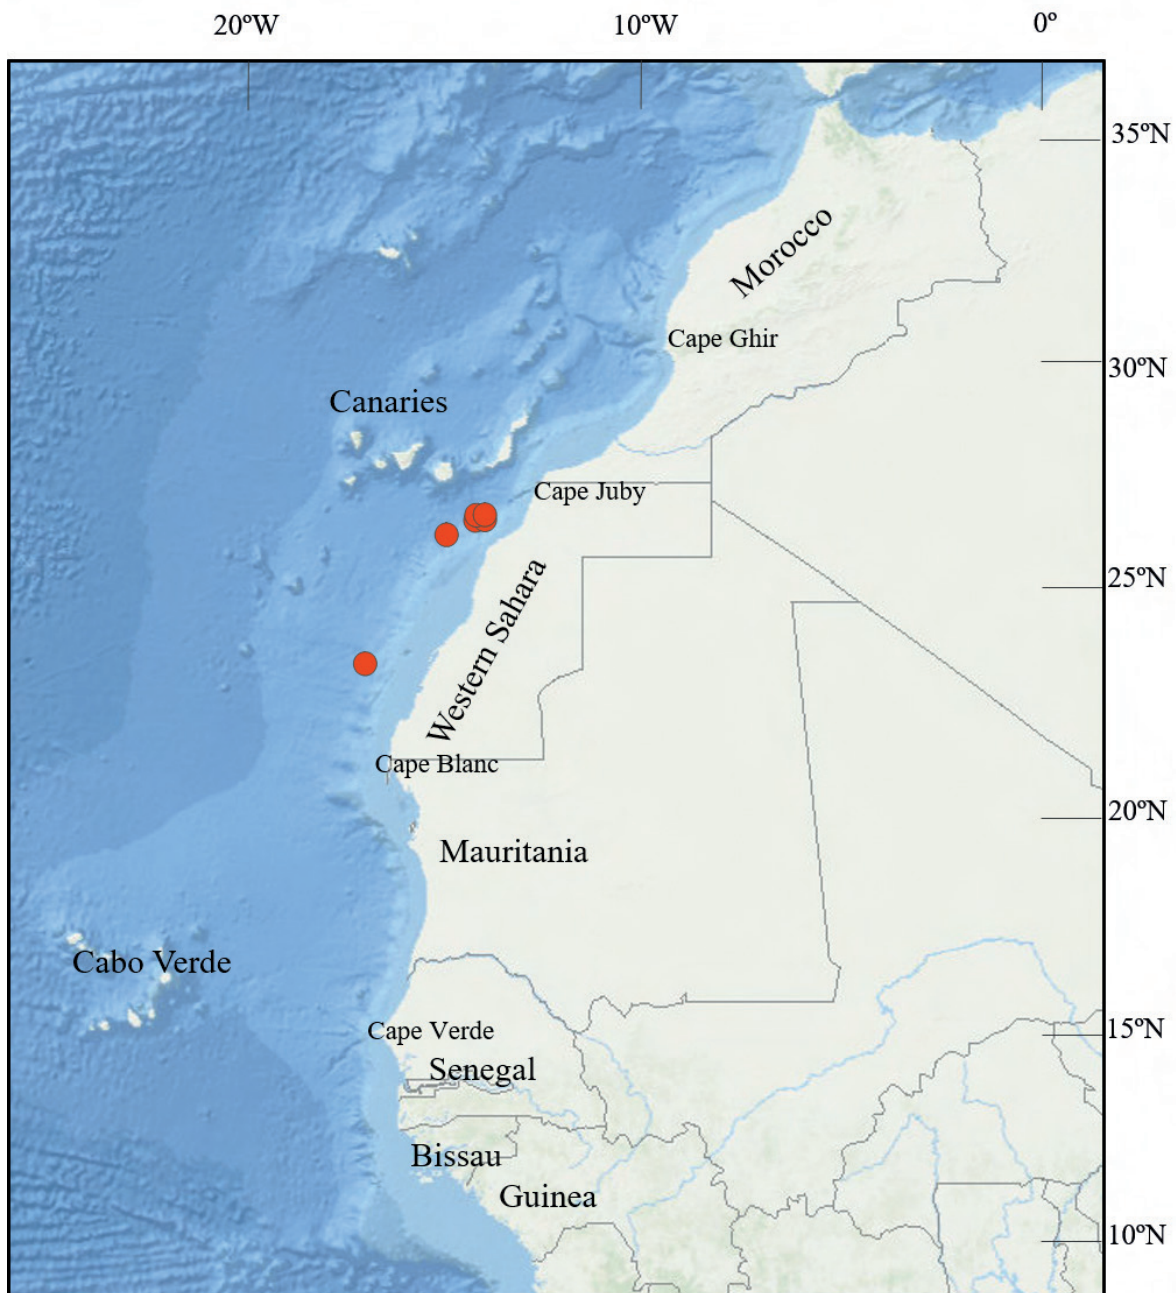 20ºW
10ºW
0º
35ºN
Morocco
Cape Ghir
30ºN
Canaries
Cape Juby
25ºN
Western Sahara
Cape Blanc
20ºN
Mauritania
Cabo Verde
Cape Verde
15ºN
Senegal
Bissau
Guinea
10ºN